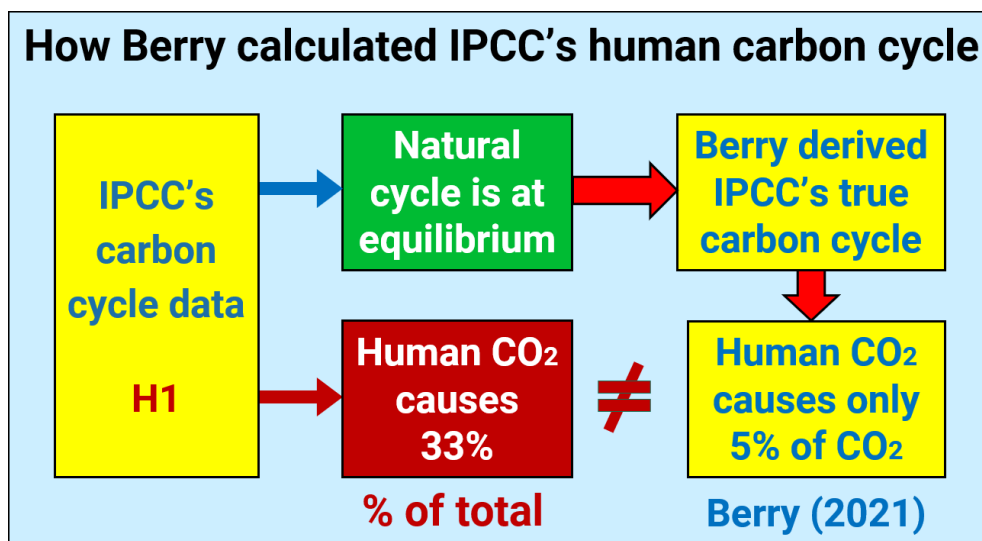 How Berry calculated IPCC's human carbon cycle
IPCC's
carbon
cycle data
H1
Natural
cycle is at
equilibrium
Berry derived
IPCC's true
carbon cycle
Human CO₂
causes
33%
≠
Human CO₂
causes only
5% of CO₂
% of total
Berry (2021)